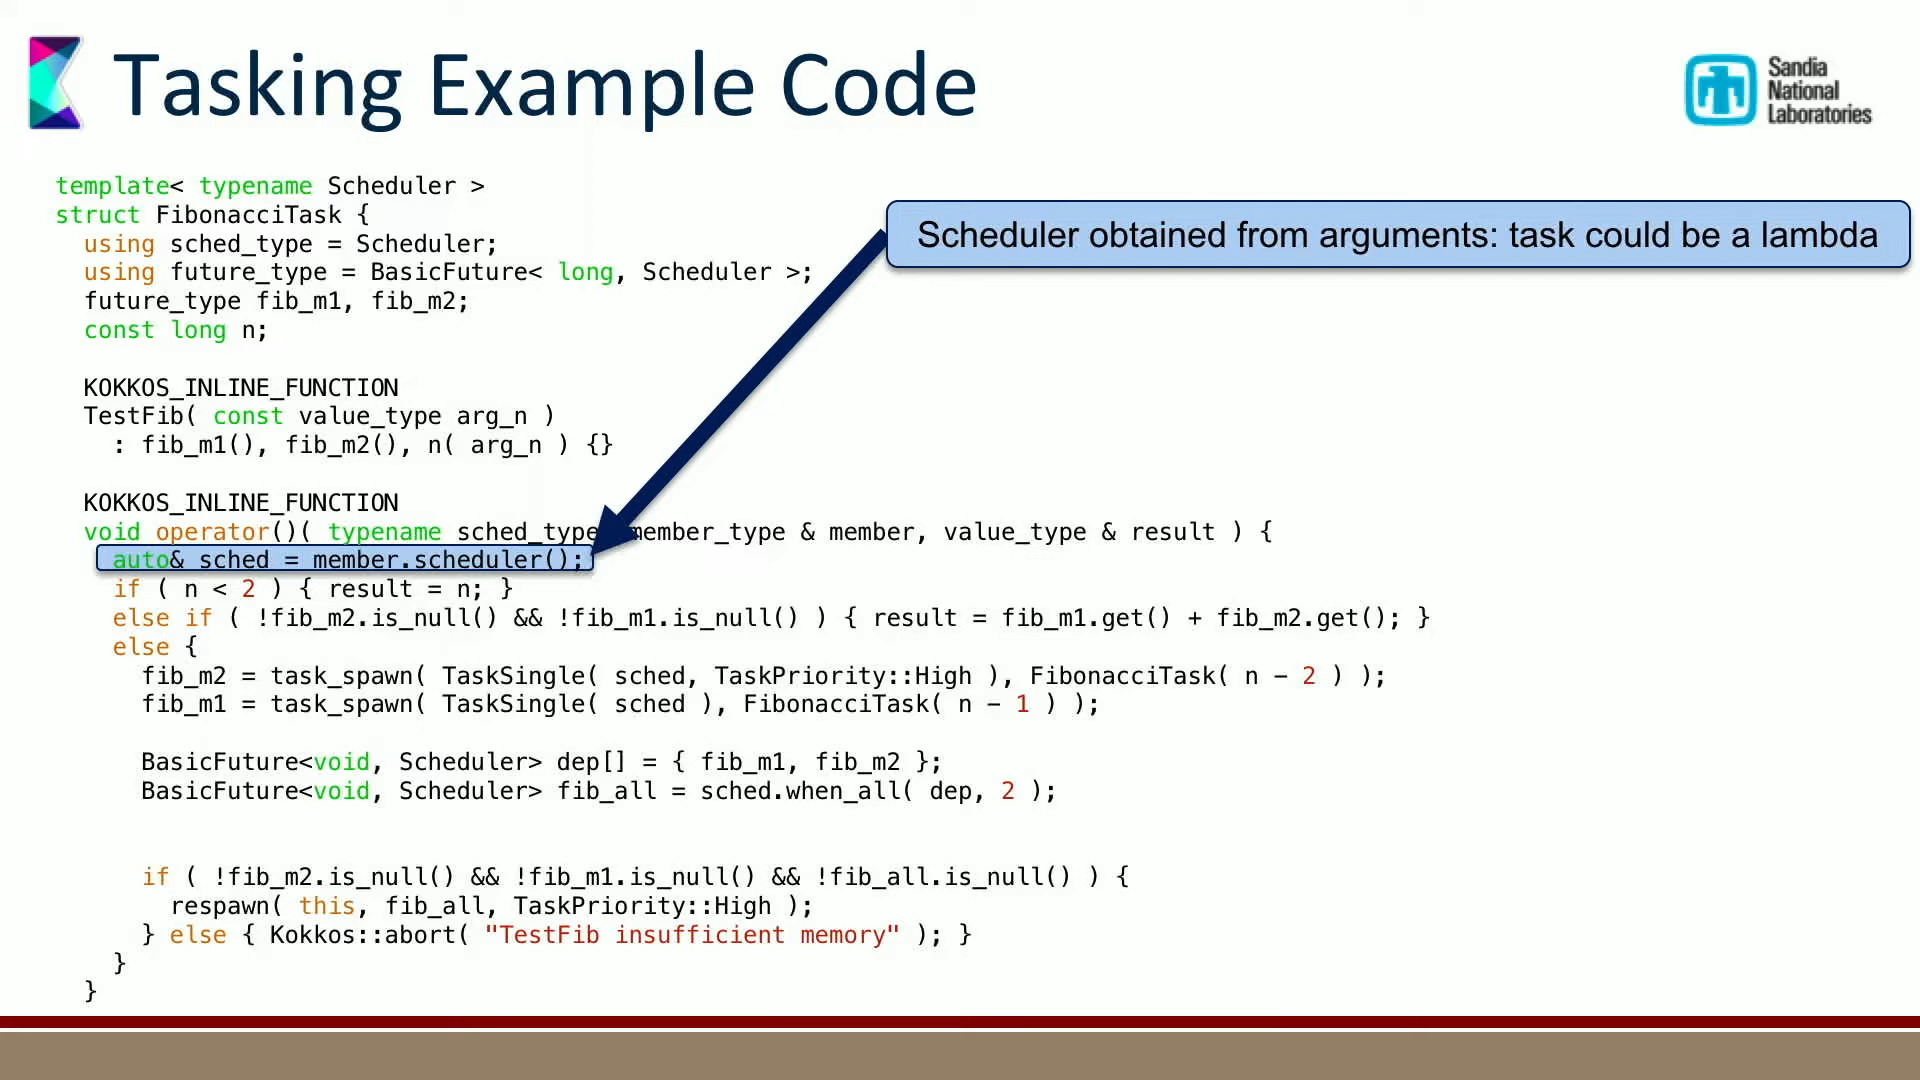 Tasking Example Code
Sandia
National
Laboratories
template< typename Scheduler >
struct FibonacciTask {
using sched_type = Scheduler;
using future_type = BasicFuture< long, Scheduler >;
future_type fib_m1, fib_m2;
const long n;
Scheduler obtained from arguments: task could be a lambda
KOKKOS_INLINE_FUNCTION
TestFib( const value_type arg_n )
: fib_m1(), fib_m2(), n( arg_n ) {}
KOKKOS_INLINE_FUNCTION
void operator()( typename sched_type member_type & member, value_type & result ) {
auto& sched = member.scheduler();
if ( n < 2 ) { result = n; }
else if ( !fib_m2.is_null() && !fib_m1.is_null() ) { result = fib_m1.get() + fib_m2.get(); }
else {
fib_m2 = task_spawn( TaskSingle( sched, TaskPriority::High ), FibonacciTask( n - 2 ) );
fib_m1 = task_spawn( TaskSingle( sched ), FibonacciTask( n - 1 ) );
BasicFuture<void, Scheduler> dep[] = { fib_m1, fib_m2 };
BasicFuture<void, Scheduler> fib_all = sched.when_all( dep, 2 );
if ( !fib_m2.is_null() && !fib_m1.is_null() && !fib_all.is_null() ) {
respawn( this, fib_all, TaskPriority::High );
} else { Kokkos::abort( "TestFib insufficient memory" ); }
}
}